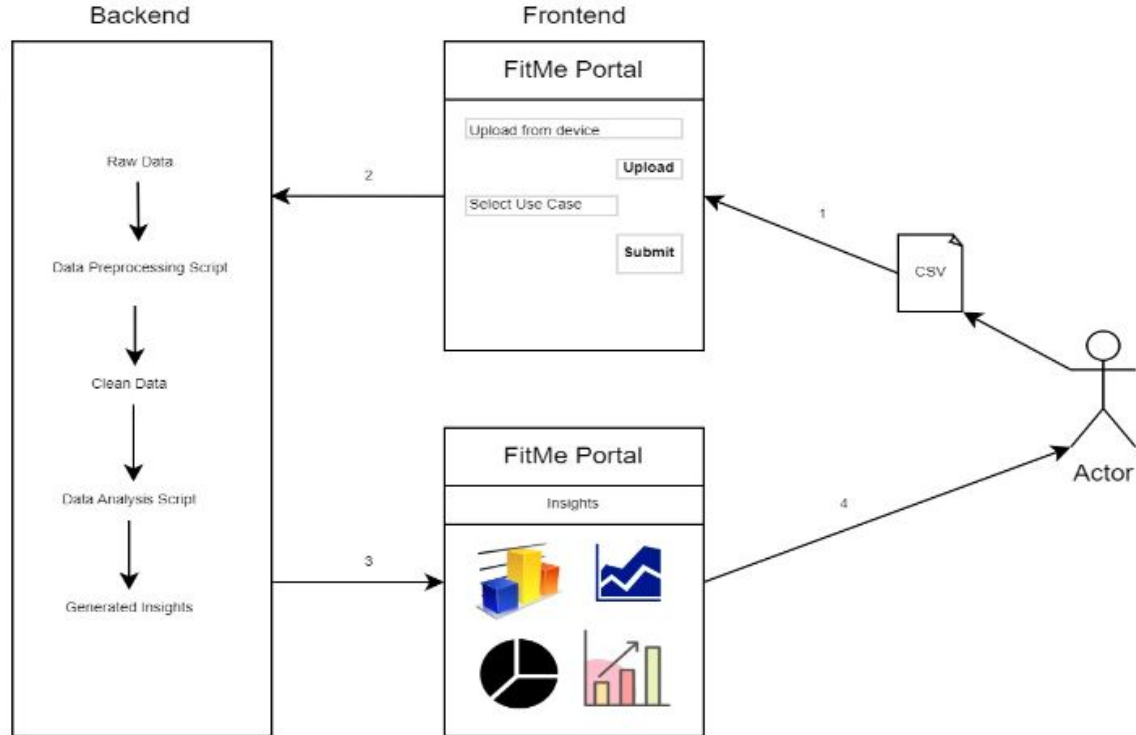 Backend
Frontend
FitMe Portal
Upload from device
Upload
Select Use Case
Submit
Raw Data
Data Preprocessing Script
Clean Data
Data Analysis Script
Generated Insights
2
1
CSV
Actor
3
FitMe Portal
Insights
4